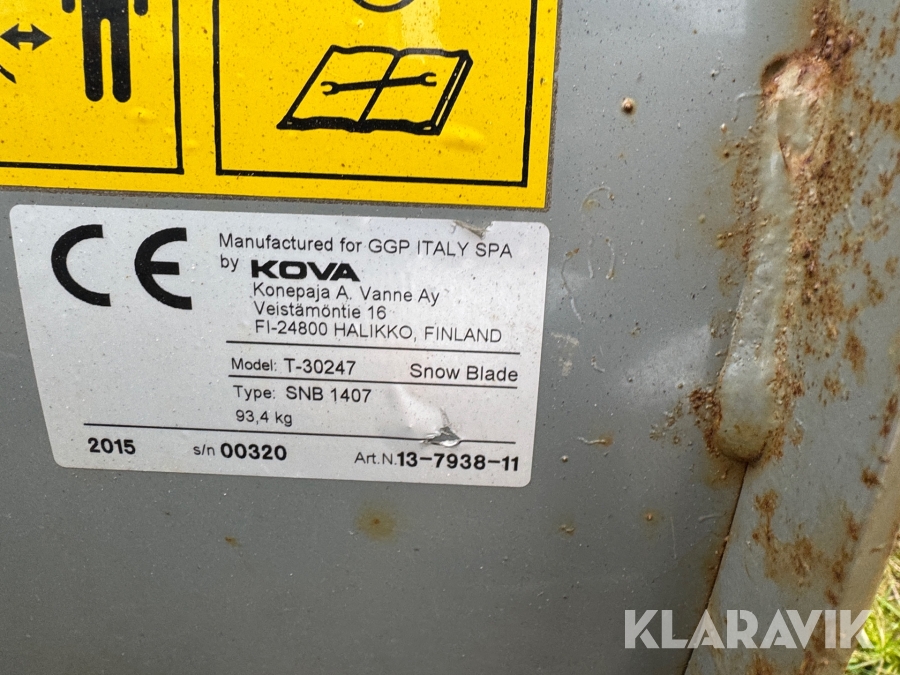 CE
Manufactured for GGP ITALY SPA
by KOVA
Konepaja A. Vanne Ay
Veistämöntie 16
FI-24800 HALIKKO, FINLAND
Model: T-30247 Snow Blade
Type: SNB 1407
93,4 kg
2015 s/n 00320 Art.N. 13-7938-11
KLARAVIK